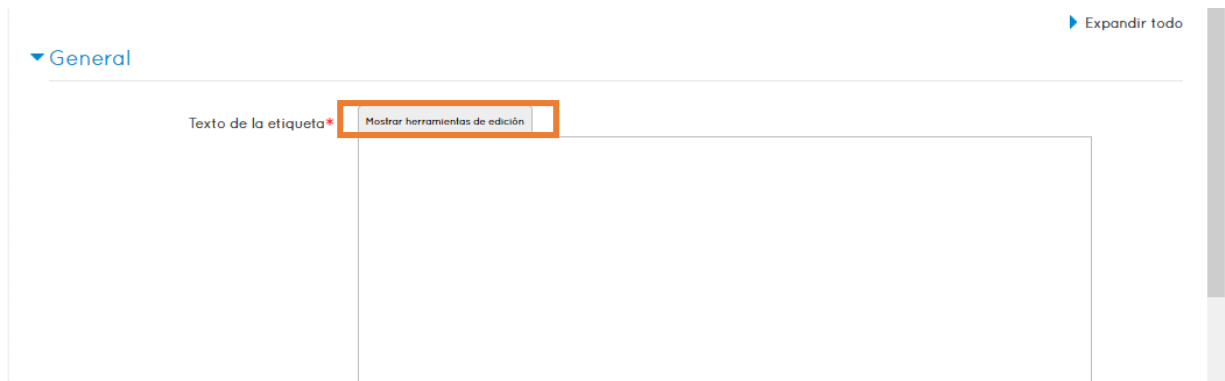 Expandir todo
General
Texto de la etiqueta*
Mostrar herramientas de edición